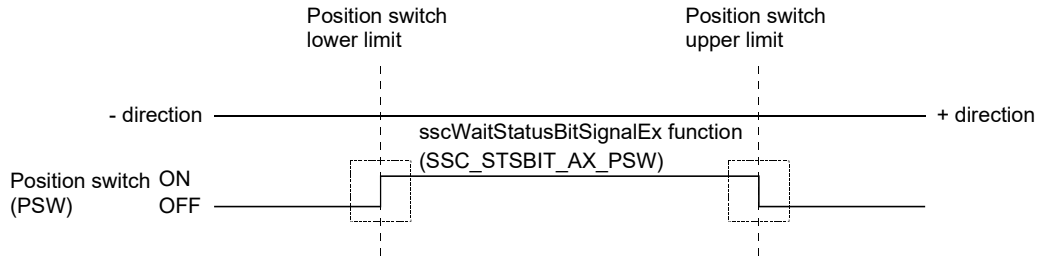 Position switch
lower limit
Position switch
upper limit
- direction
+ direction
sscWaitStatusBitSignalEx function
(SSC_STSBIT_AX_PSW)
Position switch ON
(PSW) OFF